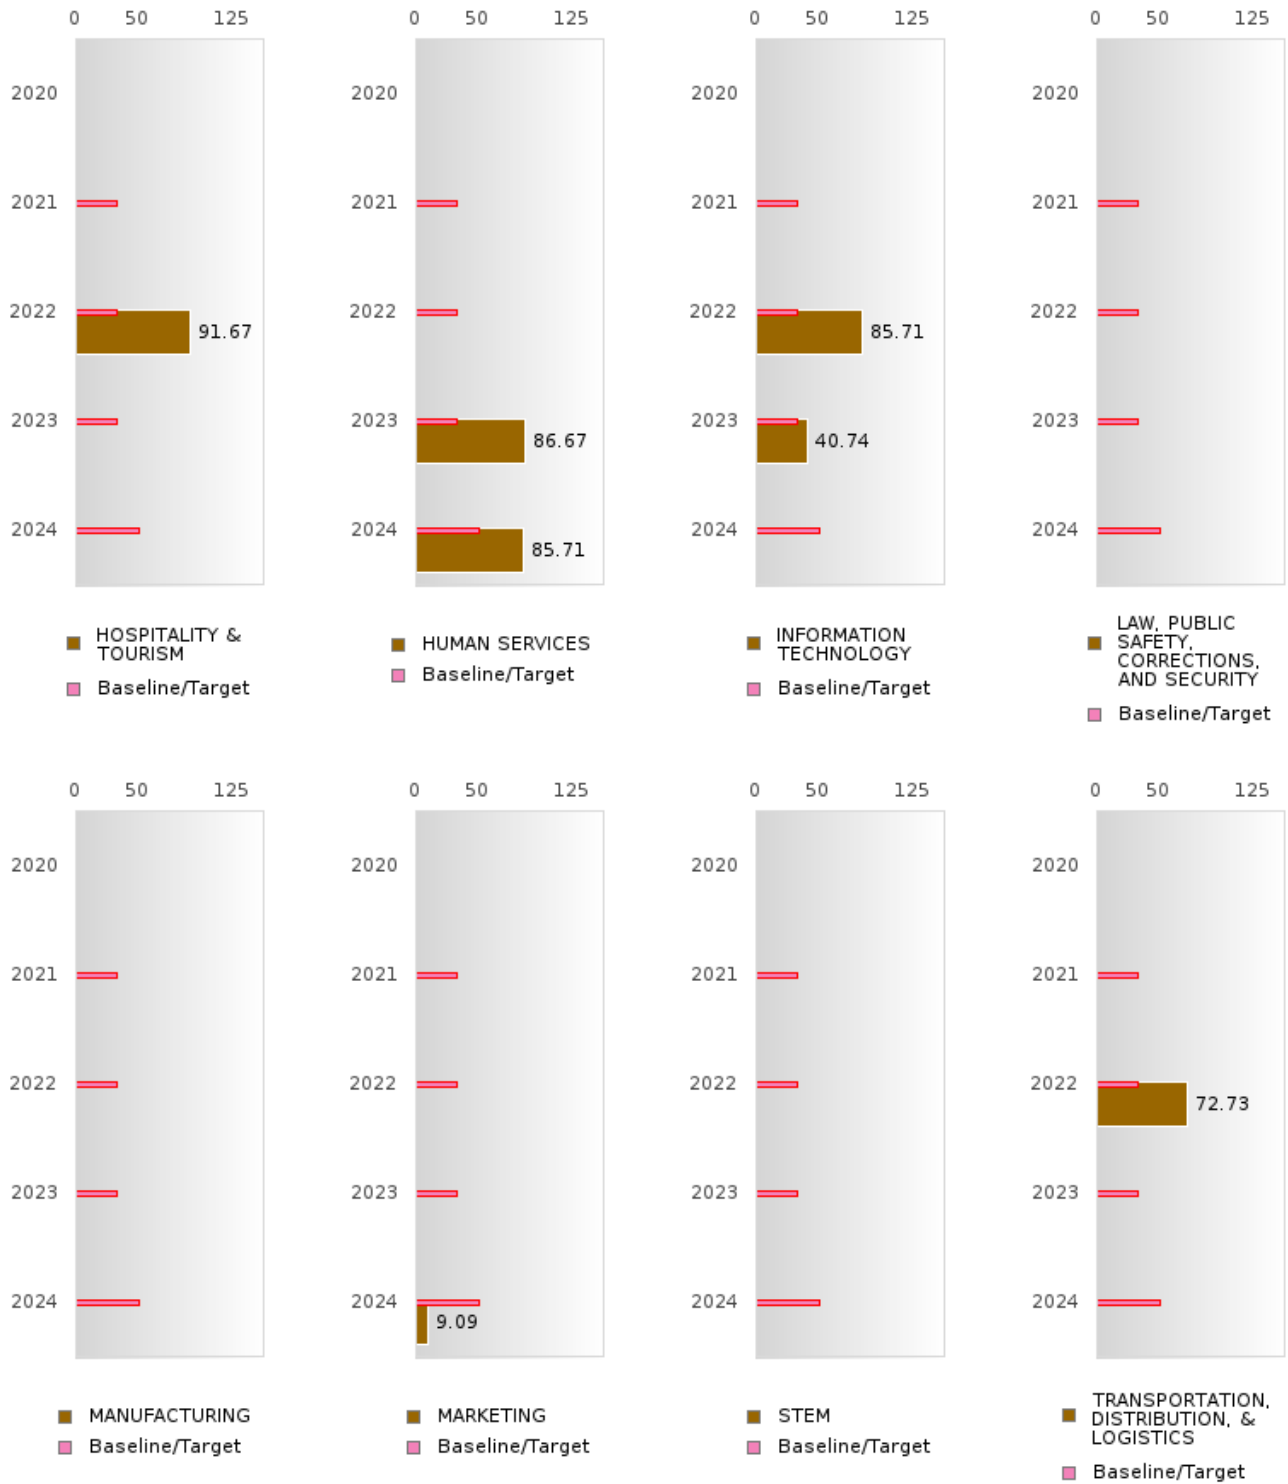 0 50 125 0 50 125 0 50 125 0 50 125
2020 2020 2020 2020
2021 2021 2021 2021
2022 91.67 2022 2022 85.71 2022
2023 2023 86.67 2023 40.74 2023
2024 2024 85.71 2024 2024
HOSPITALITY &
TOURISM
Baseline/Target
HUMAN SERVICES
Baseline/Target
INFORMATION
TECHNOLOGY
Baseline/Target
LAW, PUBLIC
SAFETY,
CORRECTIONS,
AND SECURITY
Baseline/Target
0 50 125 0 50 125 0 50 125 0 50 125
2020 2020 2020 2020
2021 2021 2021 2021
2022 2022 2022 2022 72.73
2023 2023 2023 2023
2024 2024 9.09 2024 2024
MANUFACTURING
Baseline/Target
MARKETING
Baseline/Target
STEM
Baseline/Target
TRANSPORTATION,
DISTRIBUTION, &
LOGISTICS
Baseline/Target